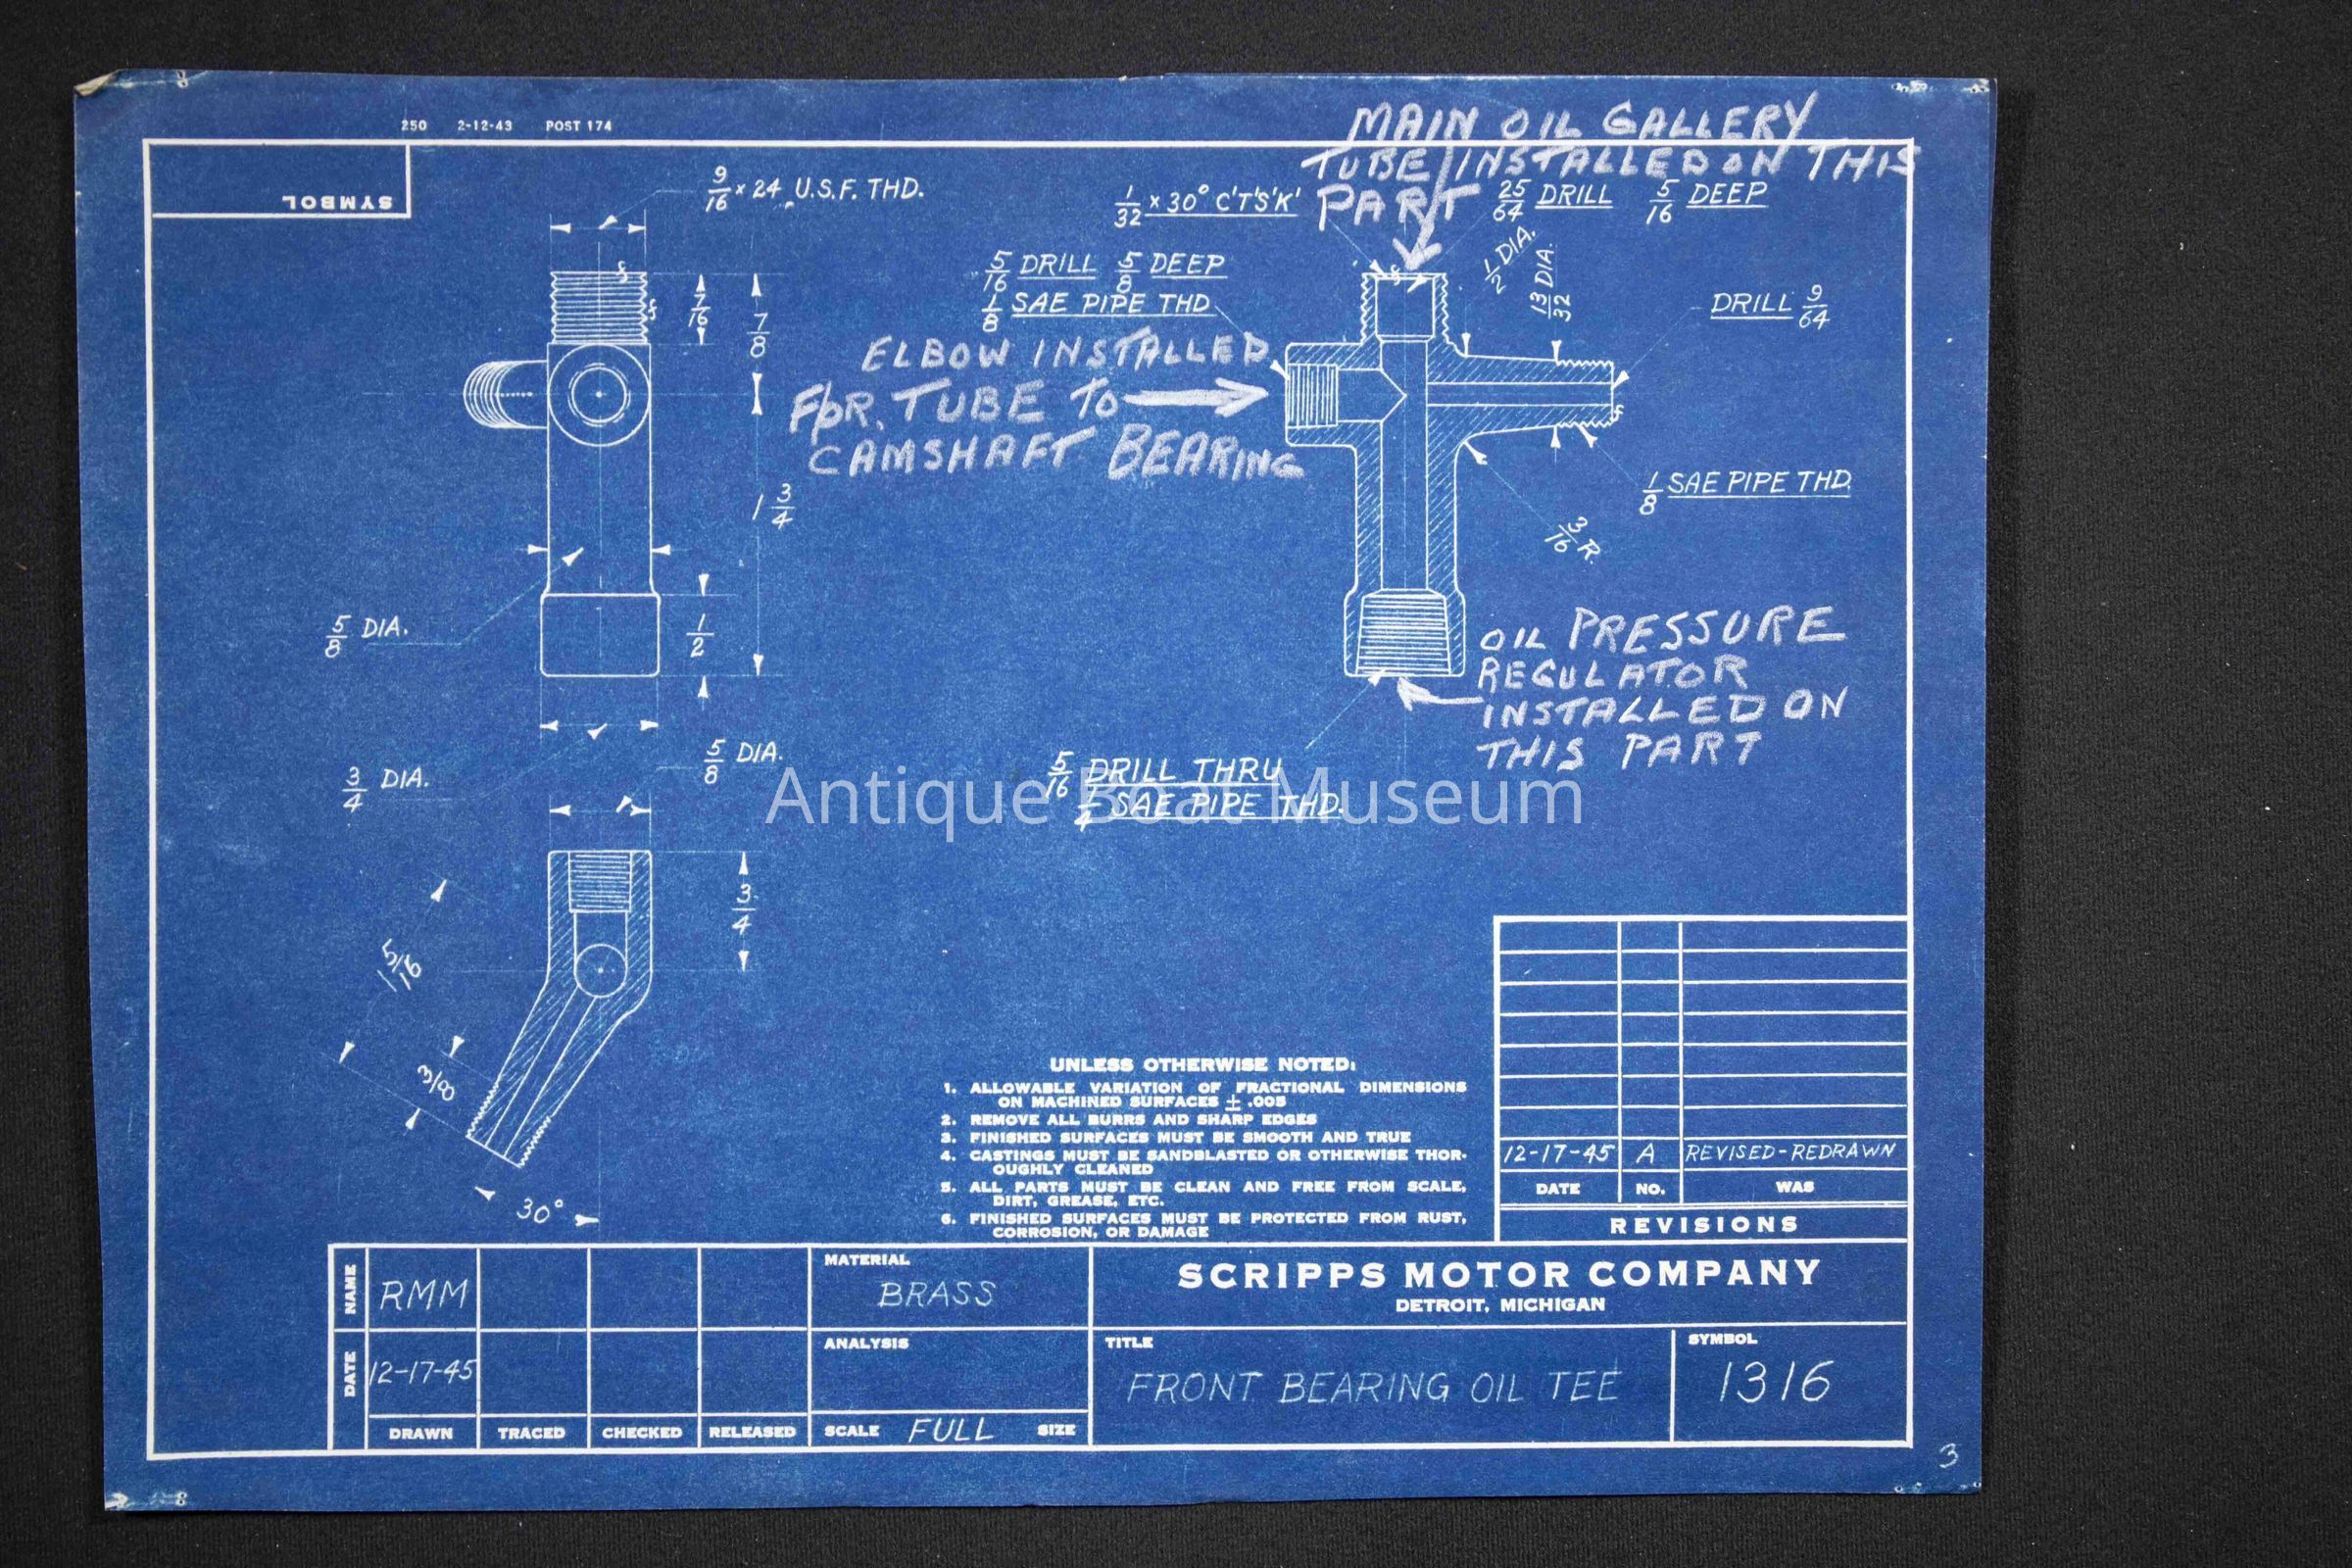 250 2-12-43 POST 174
SYMBOL
9/16 × 24 U.S.F. THD.
7/16
7/8
1 3/4
5/8 DIA.
1/2
3/4 DIA.
5/8 DIA.
3/4
15/16
3/8
30°
MAIN OIL GALLERY
TUBE INSTALLED ON THIS
PART
1/32 × 30° C'T'S'K'
25/64 DRILL 5/16 DEEP
5/16 DRILL 5/8 DEEP
1/8 SAE PIPE THD
1/2 DIA.
13/32 DIA.
DRILL 9/64
ELBOW INSTALLED
FOR TUBE TO
CAMSHAFT BEARING
1/8 SAE PIPE THD.
3/16 R.
OIL PRESSURE
REGULATOR
INSTALLED ON
THIS PART
5/16 DRILL THRU
1/4 SAE PIPE THD.
Antique Boat Museum
UNLESS OTHERWISE NOTED:
1. ALLOWABLE VARIATION OF FRACTIONAL DIMENSIONS
ON MACHINED SURFACES ± .005
2. REMOVE ALL BURRS AND SHARP EDGES
3. FINISHED SURFACES MUST BE SMOOTH AND TRUE
4. CASTINGS MUST BE SANDBLASTED OR OTHERWISE THOR-
OUGHLY CLEANED
5. ALL PARTS MUST BE CLEAN AND FREE FROM SCALE,
DIRT, GREASE, ETC.
6. FINISHED SURFACES MUST BE PROTECTED FROM RUST,
CORROSION, OR DAMAGE
12-17-45 A REVISED-REDRAWN
DATE NO. WAS
REVISIONS
NAME RMM
DATE 12-17-45
DRAWN TRACED CHECKED RELEASED
MATERIAL
BRASS
ANALYSIS
SCALE FULL SIZE
SCRIPPS MOTOR COMPANY
DETROIT, MICHIGAN
TITLE
FRONT BEARING OIL TEE
SYMBOL
1316
3